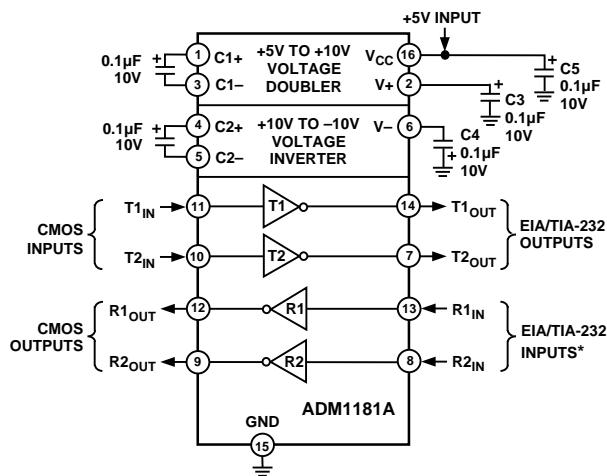 +5V INPUT
0.1µF
10V
+
1
C1+
3
C1–
+5V TO +10V
VOLTAGE
DOUBLER
VCC
16
V+
2
+
C5
0.1µF
10V
+
C3
0.1µF
10V
0.1µF
10V
+
4
C2+
5
C2–
+10V TO –10V
VOLTAGE
INVERTER
V–
6
C4
+
0.1µF
10V
CMOS
INPUTS
T1IN
11
T1
14
T1OUT
T2IN
10
T2
7
T2OUT
EIA/TIA-232
OUTPUTS
CMOS
OUTPUTS
R1OUT
12
R1
13
R1IN
R2OUT
9
R2
8
R2IN
EIA/TIA-232
INPUTS*
GND
15
ADM1181A